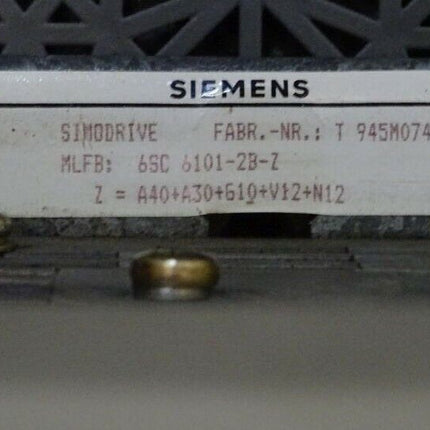 SIEMENS
SIMODRIVE FABR.-NR.: T 945M074
MLFB: 6SC 6101-2B-Z
Z = A40+A30+G10+V12+N12